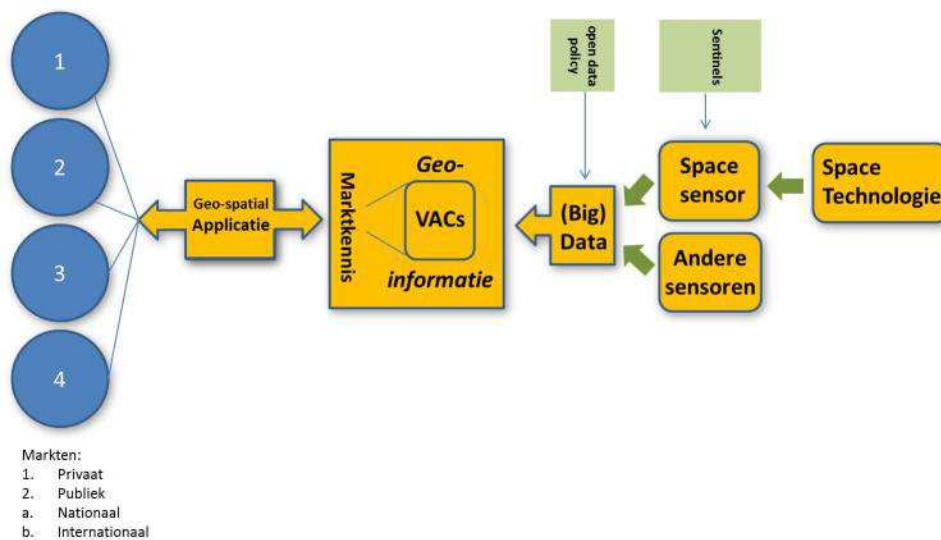 1
2
3
4
Geo-spatial
Applicatie
Marktkennis
Geo-
VACs
informatie
open data
policy
(Big)
Data
Sentinels
Space
sensor
Andere
sensoren
Space
Technologie
Markten:
1. Privaat
2. Publiek
a. Nationaal
b. Internationaal